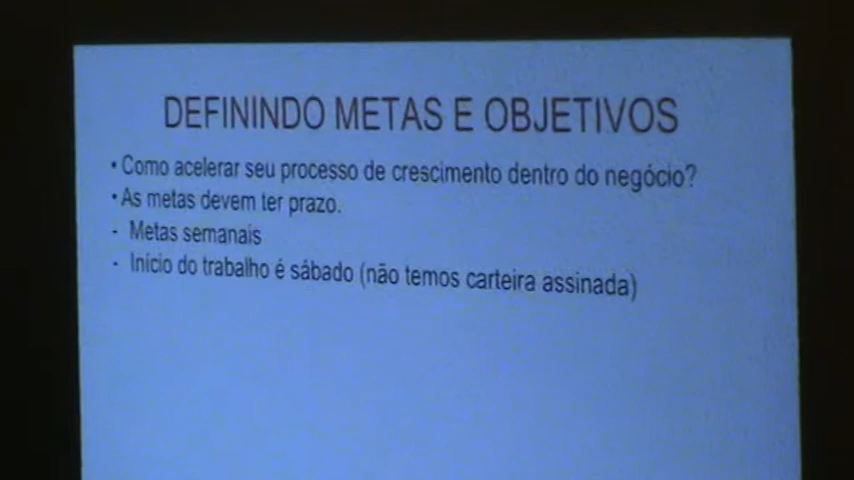 DEFININDO METAS E OBJETIVOS
• Como acelerar seu processo de crescimento dentro do negócio?
• As metas devem ter prazo.
- Metas semanais
- Início do trabalho é sábado (não temos carteira assinada)